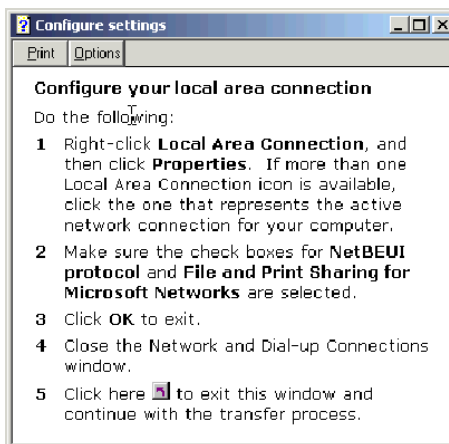 Configure settings
Print Options
Configure your local area connection
Do the following:
1 Right-click Local Area Connection, and
then click Properties. If more than one
Local Area Connection icon is available,
click the one that represents the active
network connection for your computer.
2 Make sure the check boxes for NetBEUI
protocol and File and Print Sharing for
Microsoft Networks are selected.
3 Click OK to exit.
4 Close the Network and Dial-up Connections
window.
5 Click here to exit this window and
continue with the transfer process.